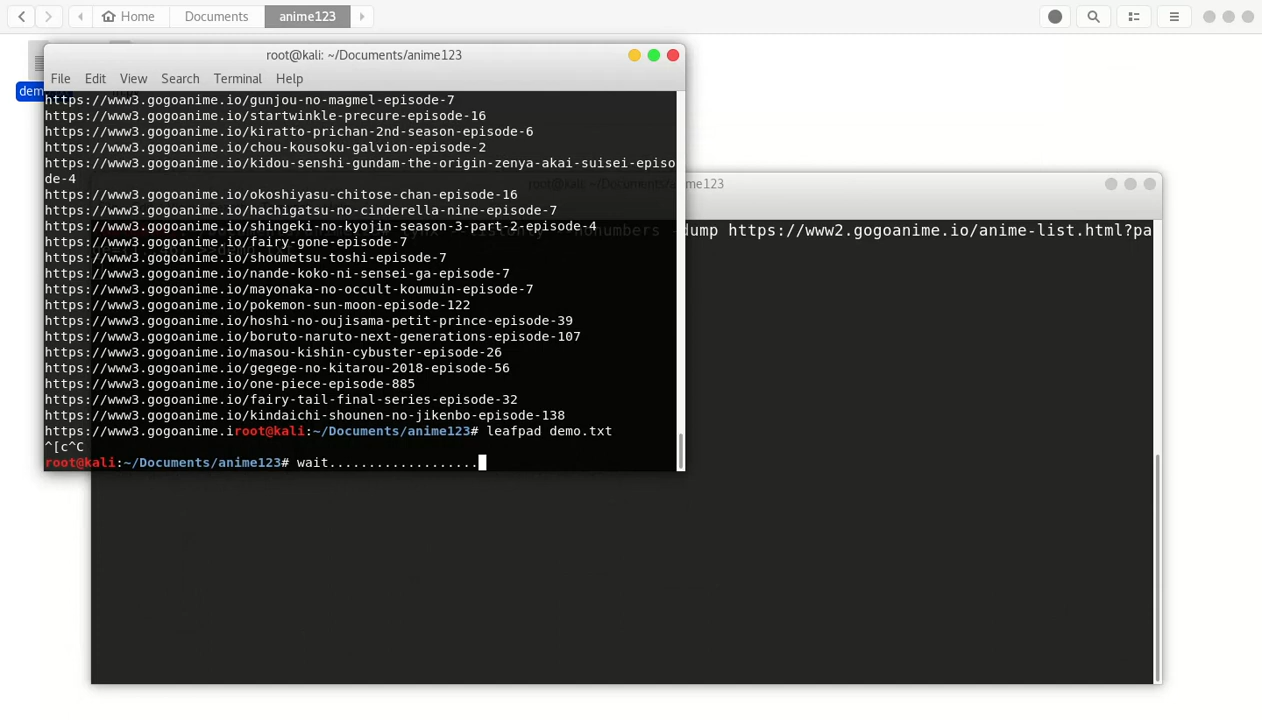 Home Documents anime123
root@kali: ~/Documents/anime123
File Edit View Search Terminal Help
dem
https://www3.gogoanime.io/gunjou-no-magmel-episode-7
https://www3.gogoanime.io/startwinkle-precure-episode-16
https://www3.gogoanime.io/kiratto-prichan-2nd-season-episode-6
https://www3.gogoanime.io/chou-kousoku-galvion-episode-2
https://www3.gogoanime.io/kidou-senshi-gundam-the-origin-zenya-akai-suisei-episo
de-4
https://www3.gogoanime.io/okoshiyasu-chitose-chan-episode-16
https://www3.gogoanime.io/hachigatsu-no-cinderella-nine-episode-7
https://www3.gogoanime.io/shingeki-no-kyojin-season-3-part-2-episode-4
https://www3.gogoanime.io/fairy-gone-episode-7
https://www3.gogoanime.io/shoumetsu-toshi-episode-7
https://www3.gogoanime.io/nande-koko-ni-sensei-ga-episode-7
https://www3.gogoanime.io/mayonaka-no-occult-koumuin-episode-7
https://www3.gogoanime.io/pokemon-sun-moon-episode-122
https://www3.gogoanime.io/hoshi-no-oujisama-petit-prince-episode-39
https://www3.gogoanime.io/boruto-naruto-next-generations-episode-107
https://www3.gogoanime.io/masou-kishin-cybuster-episode-26
https://www3.gogoanime.io/gegege-no-kitarou-2018-episode-56
https://www3.gogoanime.io/one-piece-episode-885
https://www3.gogoanime.io/fairy-tail-final-series-episode-32
https://www3.gogoanime.io/kindaichi-shounen-no-jikenbo-episode-138
https://www3.gogoanime.iroot@kali:~/Documents/anime123# leafpad demo.txt
^[c^C
root@kali:~/Documents/anime123# wait...................
root@kali: ~/Documents/anime123
-dump https://www2.gogoanime.io/anime-list.html?pa